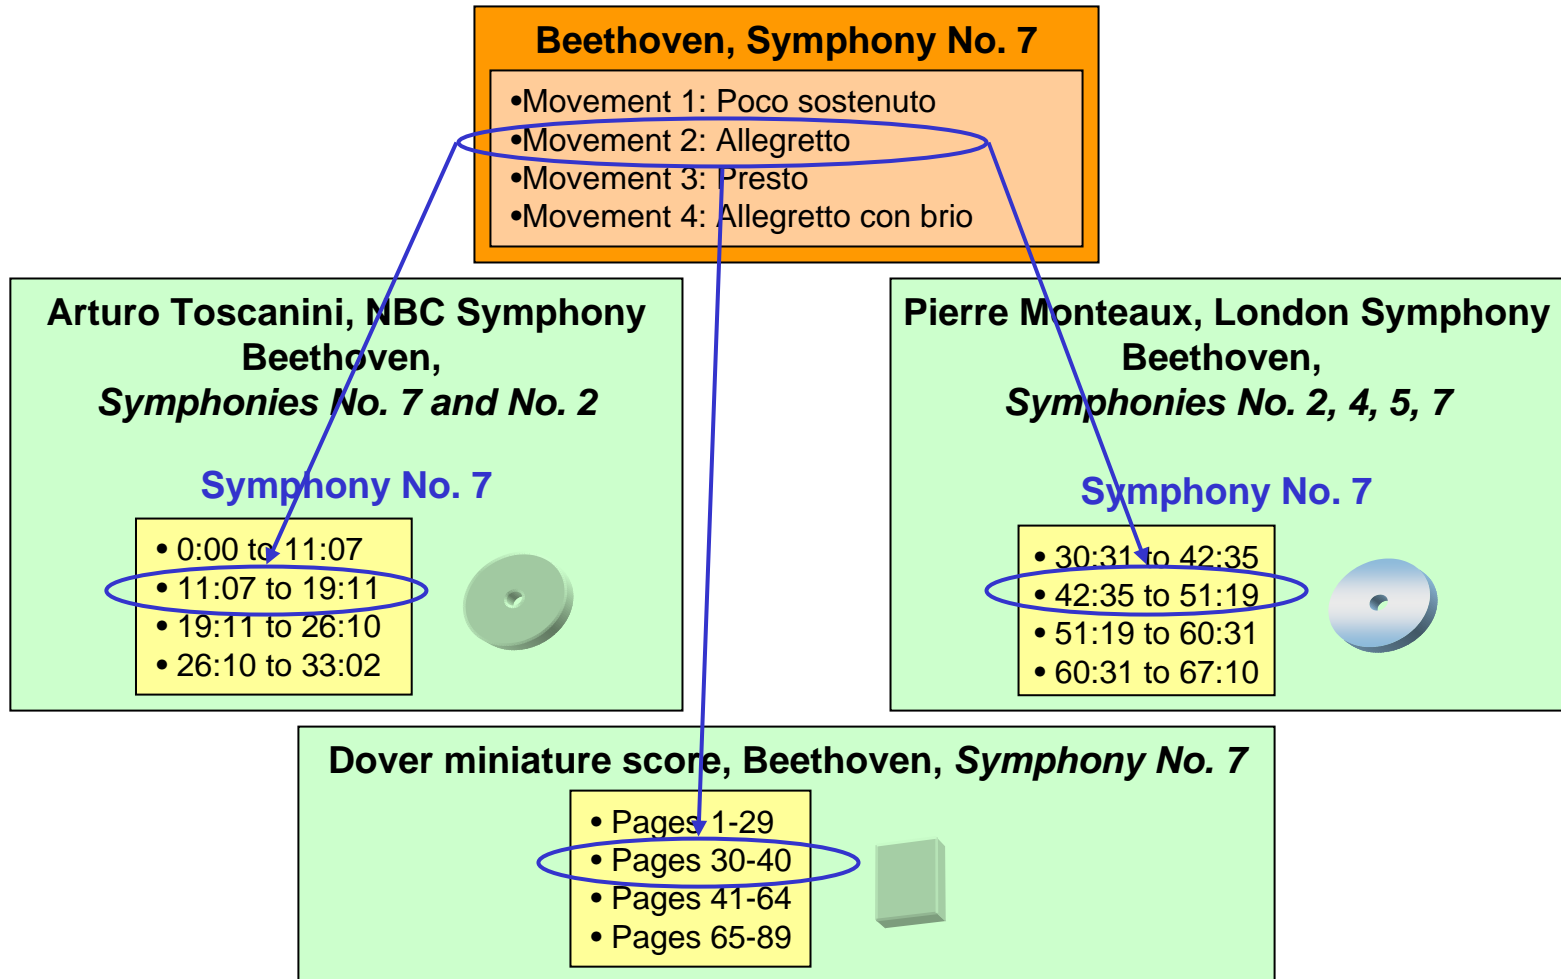 Beethoven, Symphony No. 7
•Movement 1: Poco sostenuto
•Movement 2: Allegretto
•Movement 3: Presto
•Movement 4: Allegretto con brio
Arturo Toscanini, NBC Symphony
Beethoven,
Symphonies No. 7 and No. 2
Symphony No. 7
• 0:00 to 11:07
• 11:07 to 19:11
• 19:11 to 26:10
• 26:10 to 33:02
Pierre Monteaux, London Symphony
Beethoven,
Symphonies No. 2, 4, 5, 7
Symphony No. 7
• 30:31 to 42:35
• 42:35 to 51:19
• 51:19 to 60:31
• 60:31 to 67:10
Dover miniature score, Beethoven, Symphony No. 7
• Pages 1-29
• Pages 30-40
• Pages 41-64
• Pages 65-89